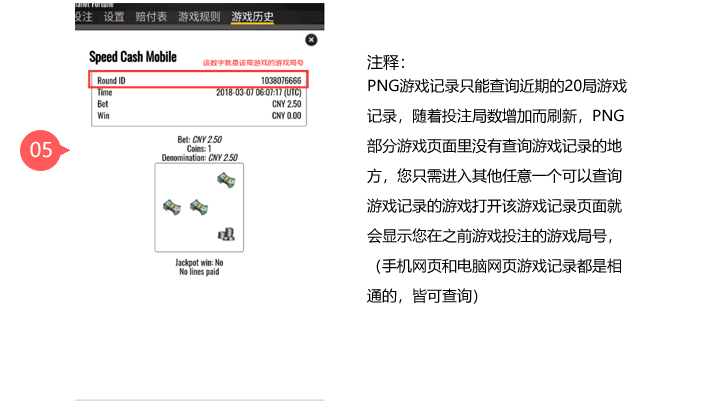 投注 设置 赔付表 游戏规则 游戏历史
Speed Cash Mobile
该数字就是该局游戏的游戏局号
Round ID 1038076666
Time 2018-03-07 06:07:17 (UTC)
Bet CNY 2.50
Win CNY 0.00
Bet: CNY 2.50
Coins: 1
Denomination: CNY 2.50
Jackpot win: No
No lines paid
05
注释：
PNG游戏记录只能查询近期的20局游戏
记录，随着投注局数增加而刷新，PNG
部分游戏页面里没有查询游戏记录的地
方，您只需进入其他任意一个可以查询
游戏记录的游戏打开该游戏记录页面就
会显示您在之前游戏投注的游戏局号，
（手机网页和电脑网页游戏记录都是相
通的，皆可查询）